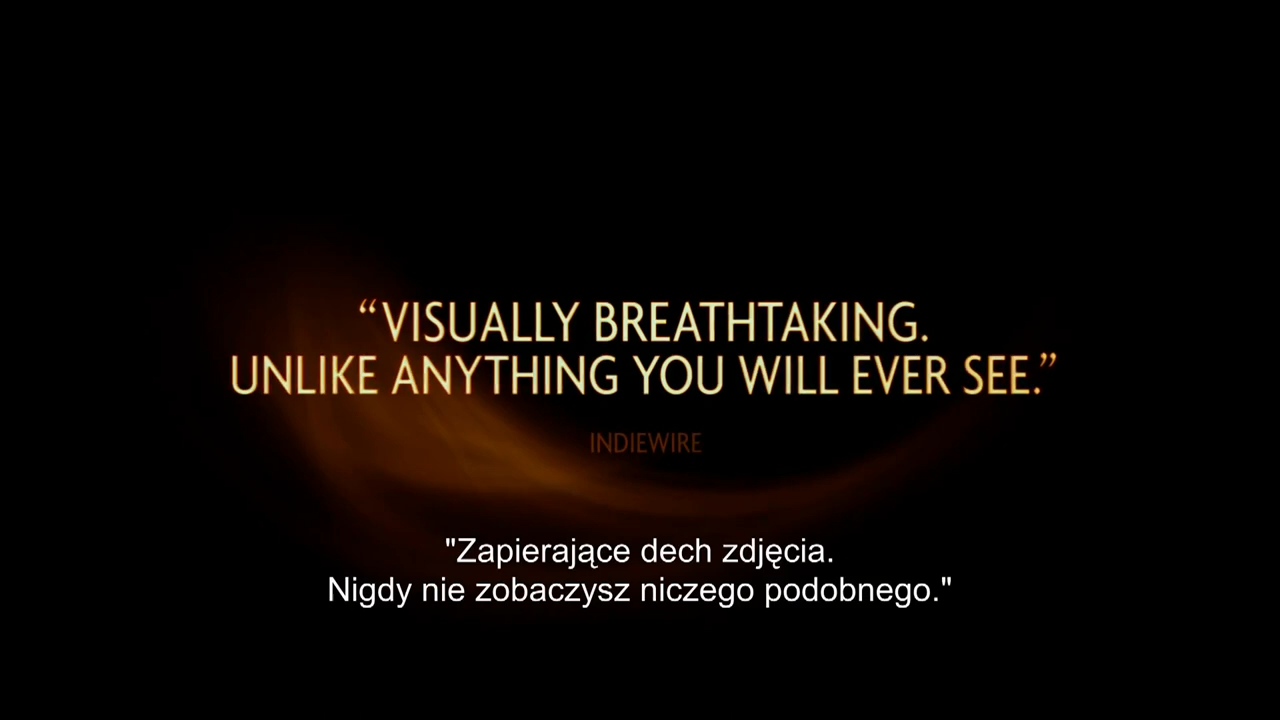 “VISUALLY BREATHTAKING.
UNLIKE ANYTHING YOU WILL EVER SEE.”
INDIEWIRE
"Zapierające dech zdjęcia.
Nigdy nie zobaczysz niczego podobnego."